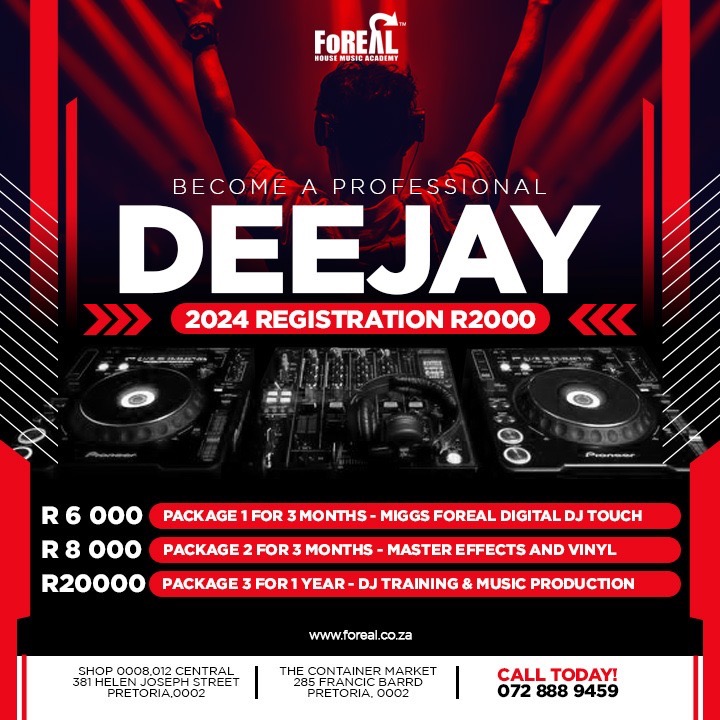 FOREAL™
HOUSE MUSIC ACADEMY
BECOME A PROFESSIONAL
DEEJAY
2024 REGISTRATION R2000
Pioneer
Pioneer
R 6 000 PACKAGE 1 FOR 3 MONTHS - MIGGS FOREAL DIGITAL DJ TOUCH
R 8 000 PACKAGE 2 FOR 3 MONTHS - MASTER EFFECTS AND VINYL
R20000 PACKAGE 3 FOR 1 YEAR - DJ TRAINING & MUSIC PRODUCTION
www.foreal.co.za
SHOP 0008,012 CENTRAL
381 HELEN JOSEPH STREET
PRETORIA,0002
THE CONTAINER MARKET
285 FRANCIC BARRD
PRETORIA, 0002
CALL TODAY!
072 888 9459